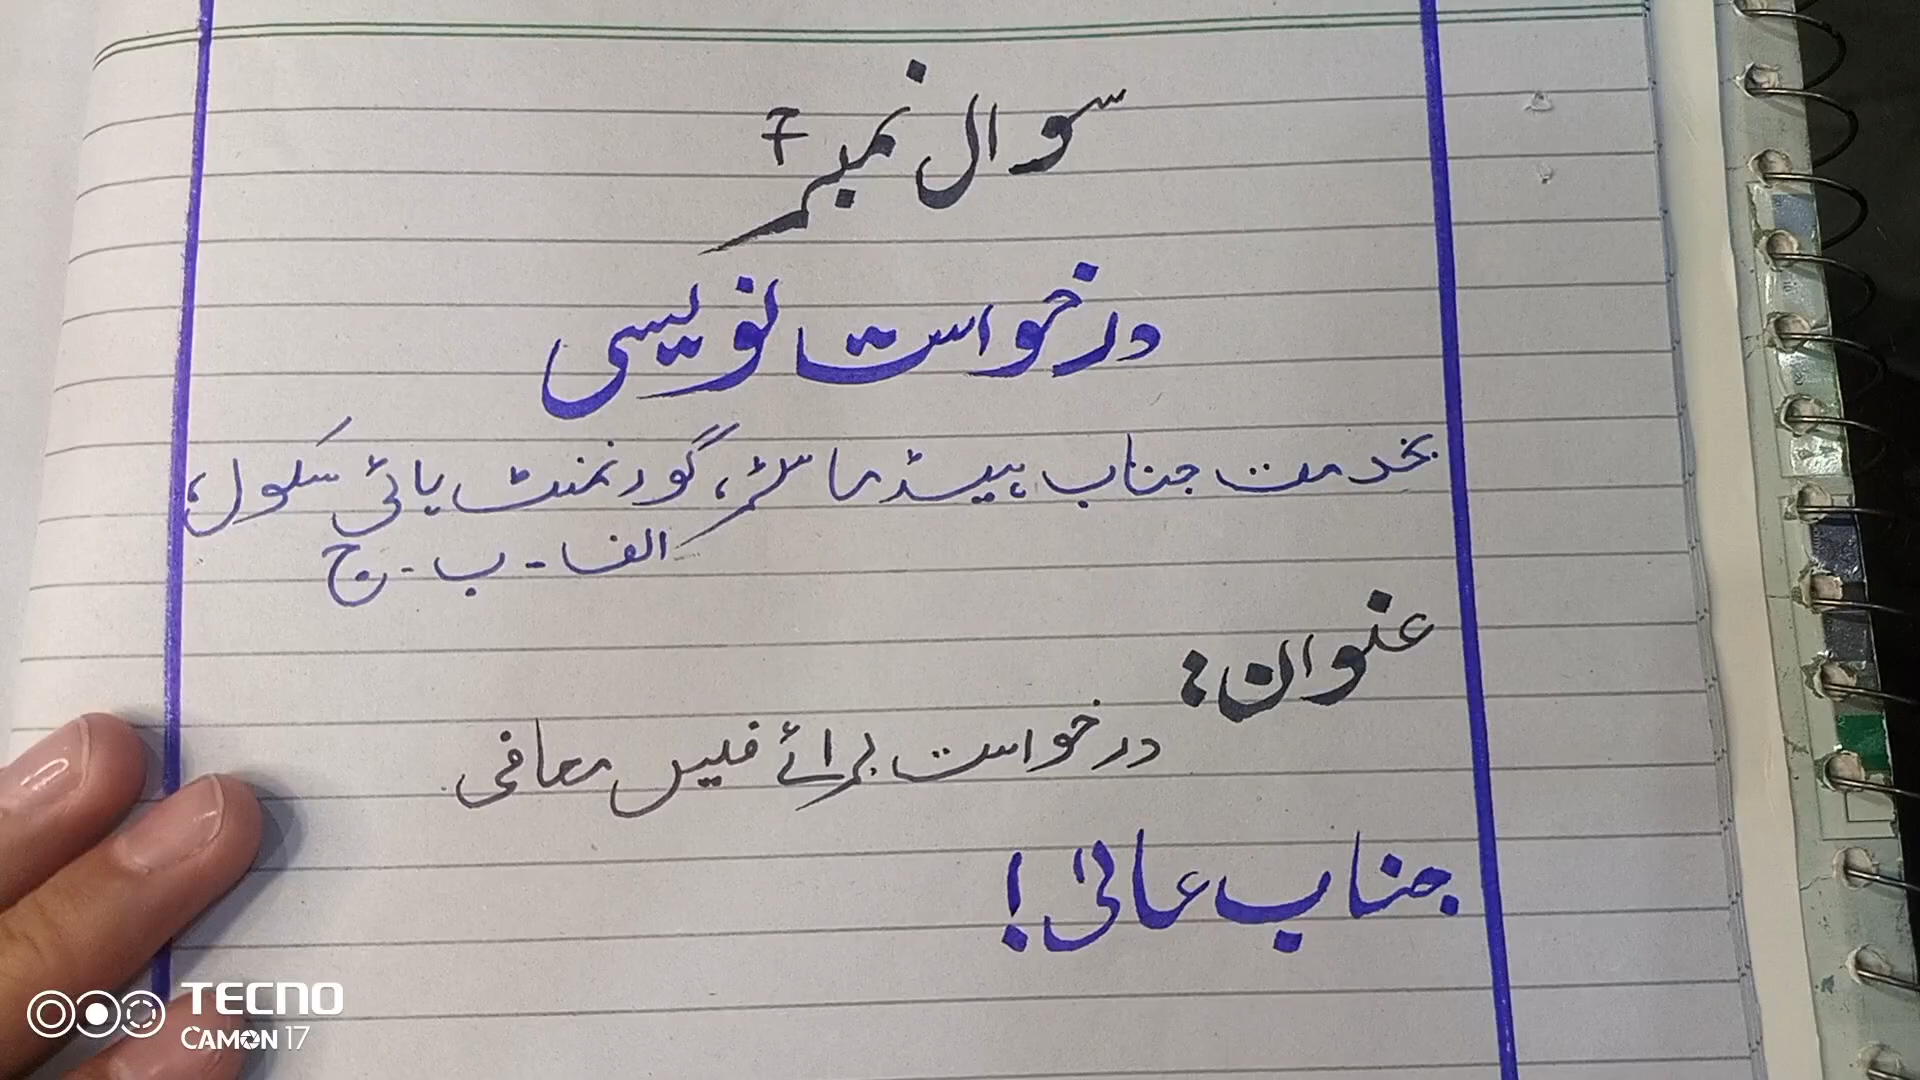 سوال نمبر 7
درخواست نویسی
بخدمت جناب ہیڈ ماسٹر، گورنمنٹ ہائی سکول،
الف - ب - ج
عنوان:
درخواست برائے فیس معافی
جناب عالیٰ!
TECNO
CAMON 17